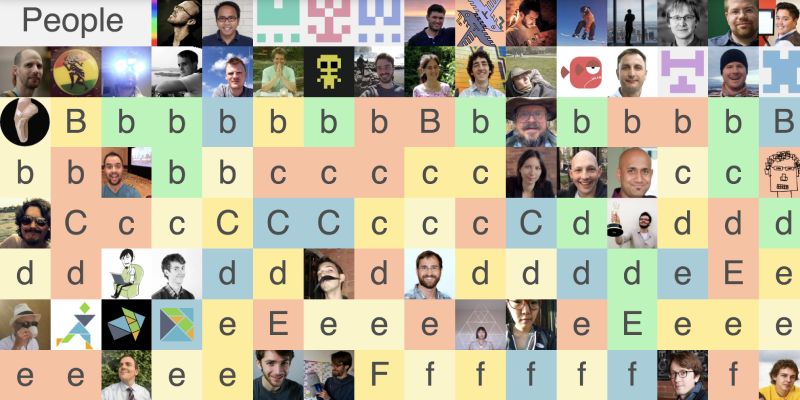 People
B b b b b b b B b b b b b B
b b b b c c c c c c c
C c c C C C c c c C d d d d
d d d d d d d d d e E e
e E e e e e E e e e
e e e e F f f f f f f